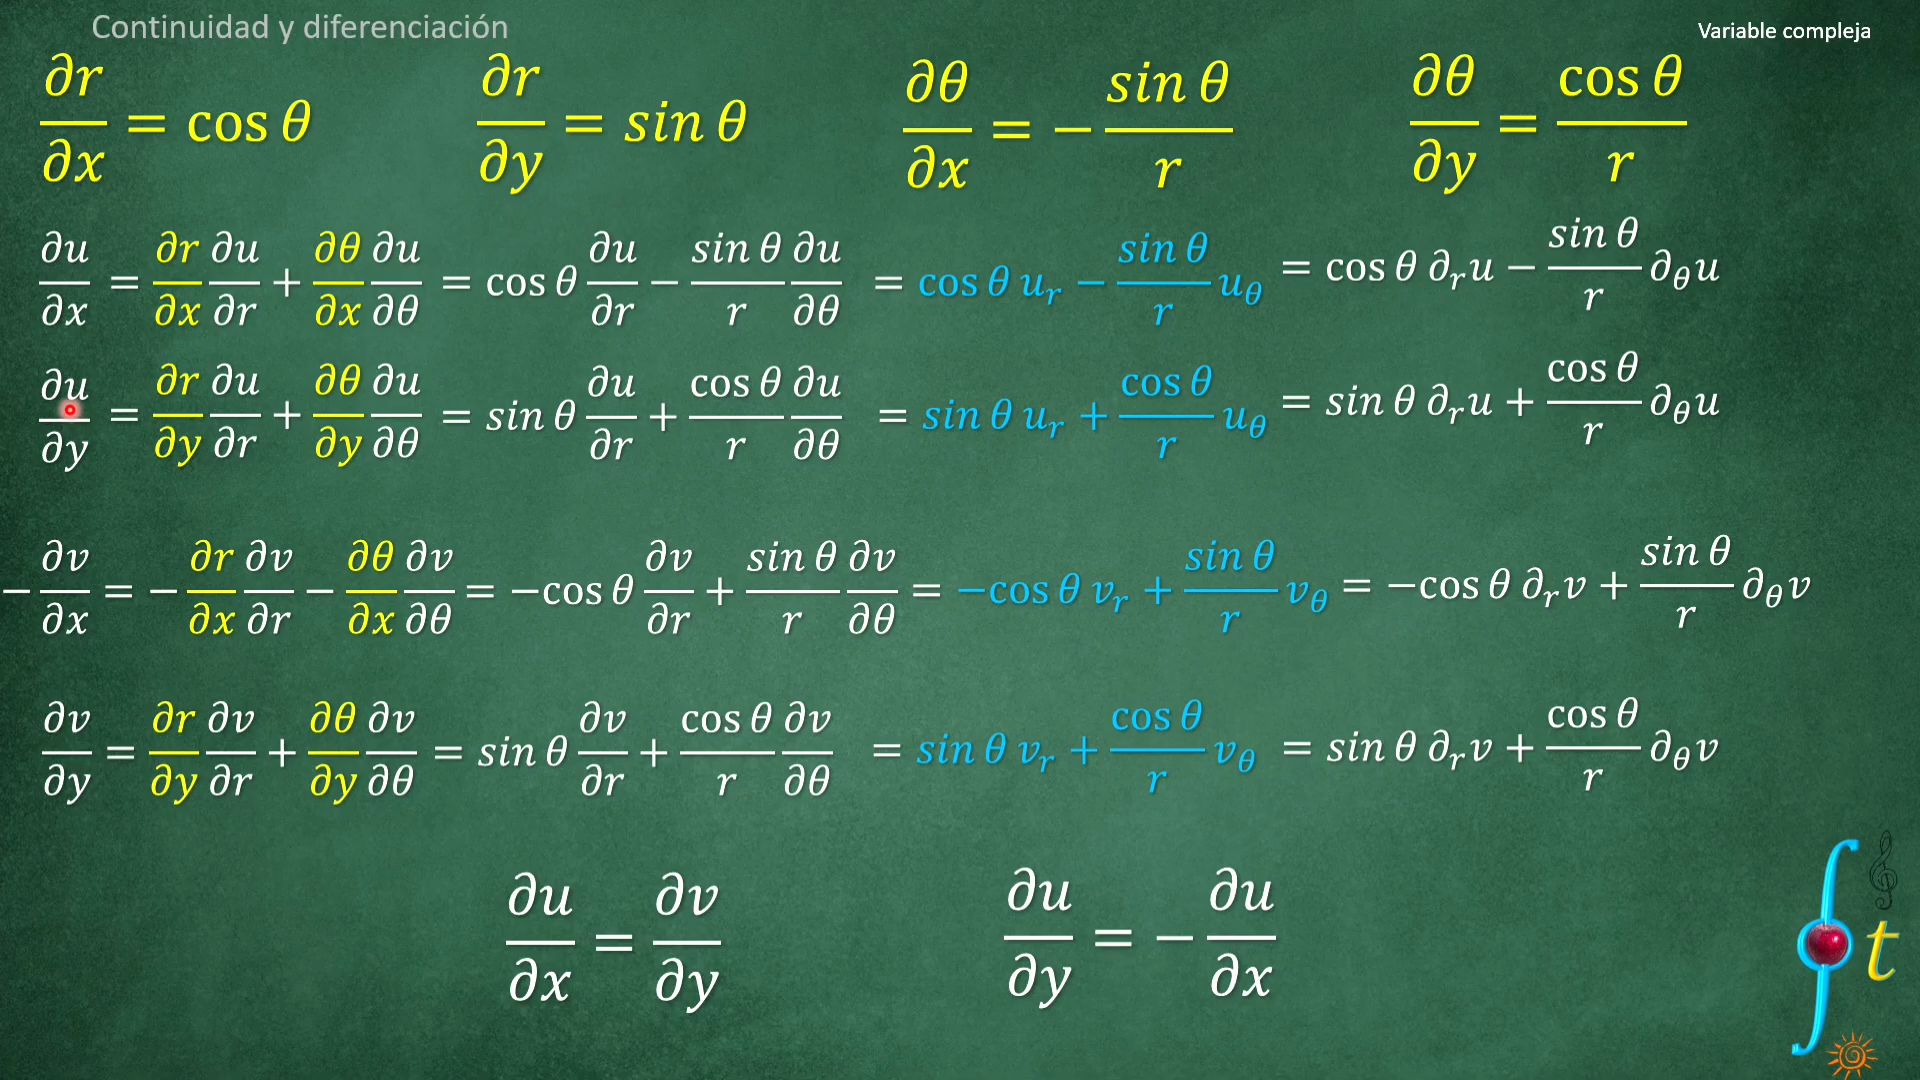 Continuidad y diferenciación
Variable compleja
∂r/∂x = cos θ
∂r/∂y = sin θ
∂θ/∂x = − sin θ/r
∂θ/∂y = cos θ/r
∂u/∂x = ∂r/∂x ∂u/∂r + ∂θ/∂x ∂u/∂θ = cos θ ∂u/∂r − sin θ/r ∂u/∂θ = cos θ u_r − sin θ/r u_θ = cos θ ∂_r u − sin θ/r ∂_θ u
∂u/∂y = ∂r/∂y ∂u/∂r + ∂θ/∂y ∂u/∂θ = sin θ ∂u/∂r + cos θ/r ∂u/∂θ = sin θ u_r + cos θ/r u_θ = sin θ ∂_r u + cos θ/r ∂_θ u
− ∂v/∂x = − ∂r/∂x ∂v/∂r − ∂θ/∂x ∂v/∂θ = −cos θ ∂v/∂r + sin θ/r ∂v/∂θ = −cos θ v_r + sin θ/r v_θ = −cos θ ∂_r v + sin θ/r ∂_θ v
∂v/∂y = ∂r/∂y ∂v/∂r + ∂θ/∂y ∂v/∂θ = sin θ ∂v/∂r + cos θ/r ∂v/∂θ = sin θ v_r + cos θ/r v_θ = sin θ ∂_r v + cos θ/r ∂_θ v
∂u/∂x = ∂v/∂y
∂u/∂y = − ∂u/∂x
∮ t